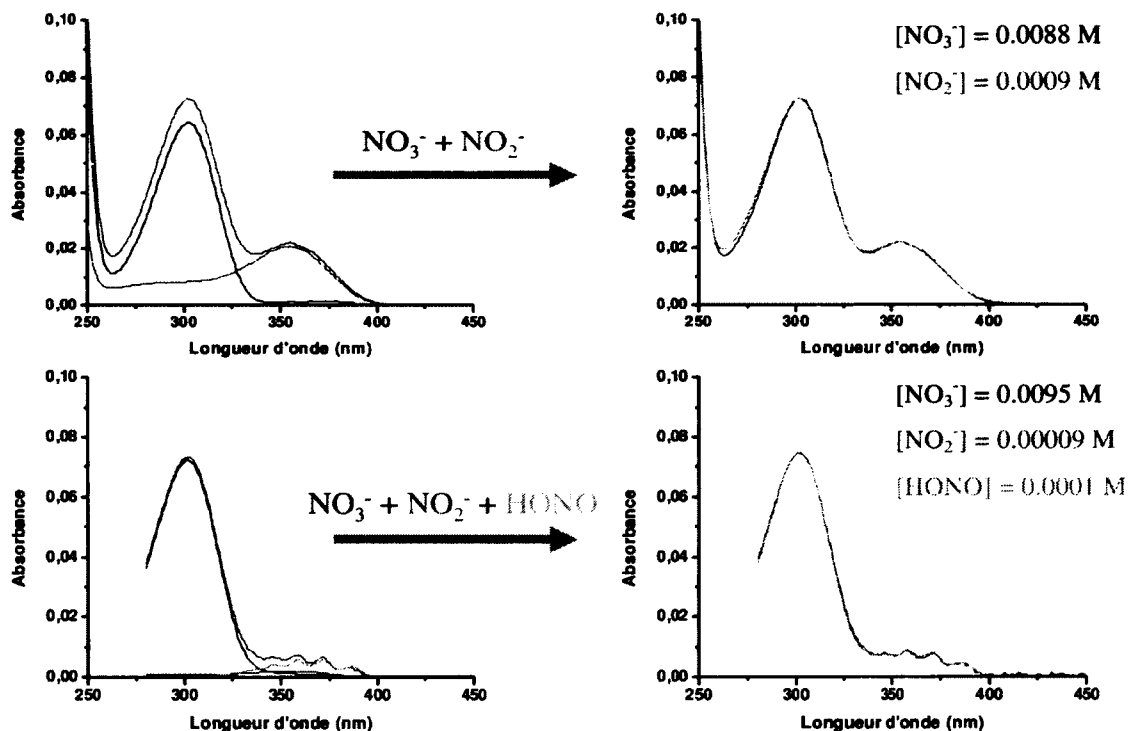 0,10
0,08
0,06
0,04
0,02
0,00
Absorbance
250 300 350 400 450
Longueur d'onde (nm)
NO₃⁻ + NO₂⁻
0,10
0,08
0,06
0,04
0,02
0,00
Absorbance
250 300 350 400 450
Longueur d'onde (nm)
[NO₃⁻] = 0.0088 M
[NO₂⁻] = 0.0009 M
0,10
0,08
0,06
0,04
0,02
0,00
Absorbance
250 300 350 400 450
Longueur d'onde (nm)
NO₃⁻ + NO₂⁻ + HONO
0,10
0,08
0,06
0,04
0,02
0,00
Absorbance
250 300 350 400 450
Longueur d'onde (nm)
[NO₃⁻] = 0.0095 M
[NO₂⁻] = 0.00009 M
[HONO] = 0.0001 M